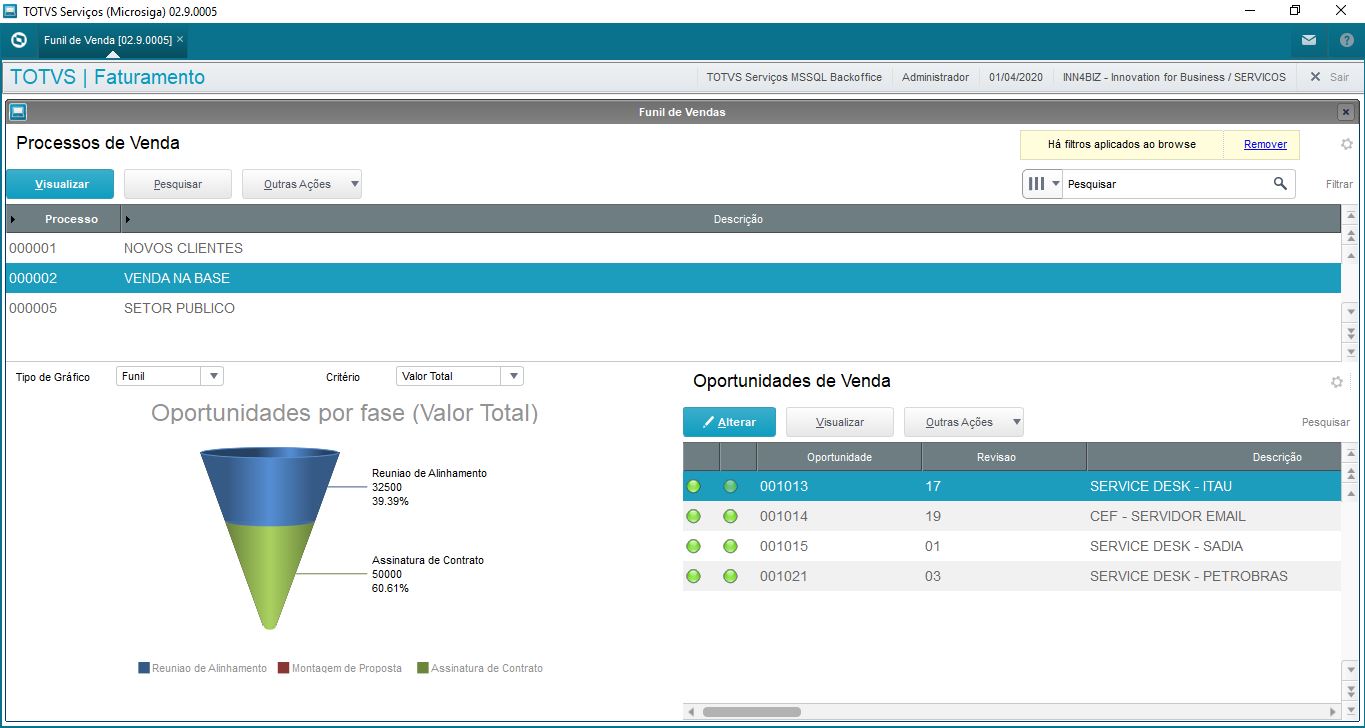 TOTVS Serviços (Microsiga) 02.9.0005
Funil de Venda [02.9.0005] ×
TOTVS | Faturamento
TOTVS Serviços MSSQL Backoffice Administrador 01/04/2020 INN4BIZ - Innovation for Business / SERVICOS Sair
Funil de Vendas
Processos de Venda
Há filtros aplicados ao browse Remover
Visualizar Pesquisar Outras Ações Pesquisar Filtrar
Processo Descrição
000001 NOVOS CLIENTES
000002 VENDA NA BASE
000005 SETOR PUBLICO
Tipo de Gráfico Funil Critério Valor Total
Oportunidades por fase (Valor Total)
Reuniao de Alinhamento
32500
39.39%
Assinatura de Contrato
50000
60.61%
Reuniao de Alinhamento Montagem de Proposta Assinatura de Contrato
Oportunidades de Venda
Alterar Visualizar Outras Ações Pesquisar
Oportunidade Revisao Descrição
001013 17 SERVICE DESK - ITAU
001014 19 CEF - SERVIDOR EMAIL
001015 01 SERVICE DESK - SADIA
001021 03 SERVICE DESK - PETROBRAS